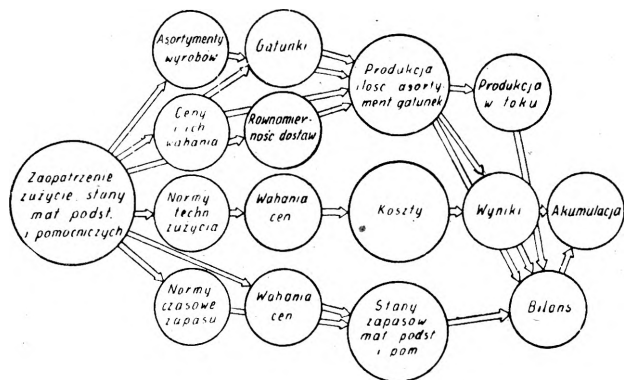 Asortymenty
wyrobów
Gatunki
Produkcja
ilość asorty-
ment gatunek
Produkcja
w toku
Ceny
i ich
wahania
Równomier-
ność dostaw
Zaopatrzenie
zużycie, stany
mat podst.
i pomocniczych
Normy
techn
zużycia
Wahania
cen
Koszty
Wyniki
Akumulacja
Normy
czasowe
zapasu
Wahania
cen
Stany
zapasów
mat podst
i pom
Bilans